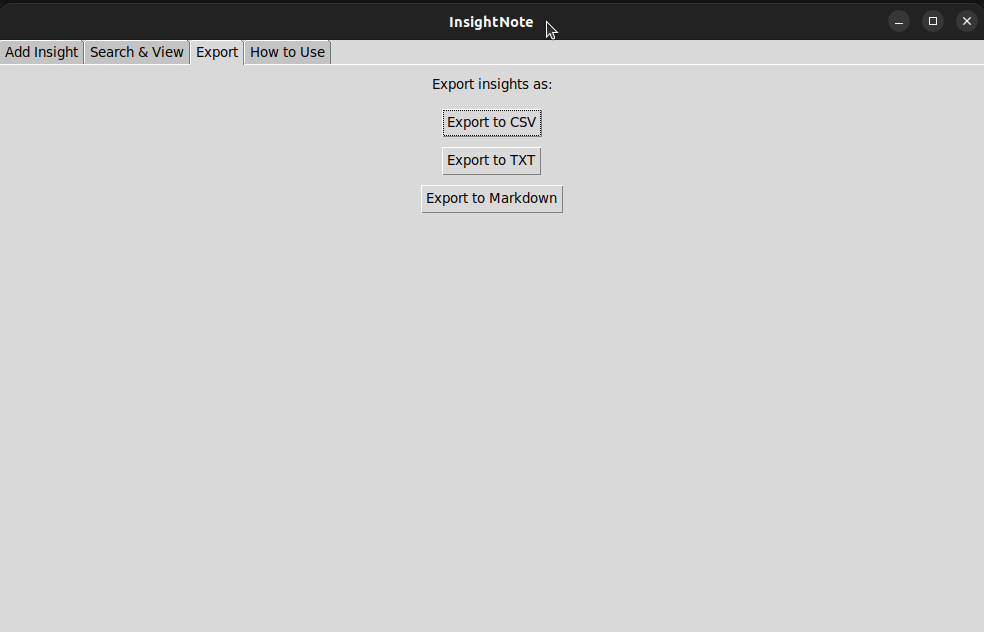 InsightNote
Add Insight Search & View Export How to Use
Export insights as:
Export to CSV
Export to TXT
Export to Markdown